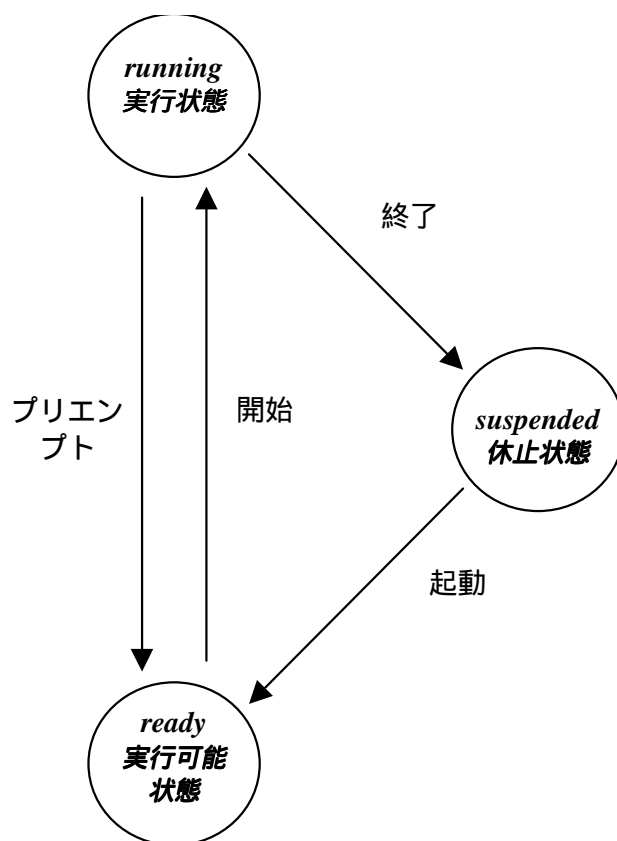 running
実行状態
終了
プリエン
プト
開始
suspended
休止状態
起動
ready
実行可能
状態